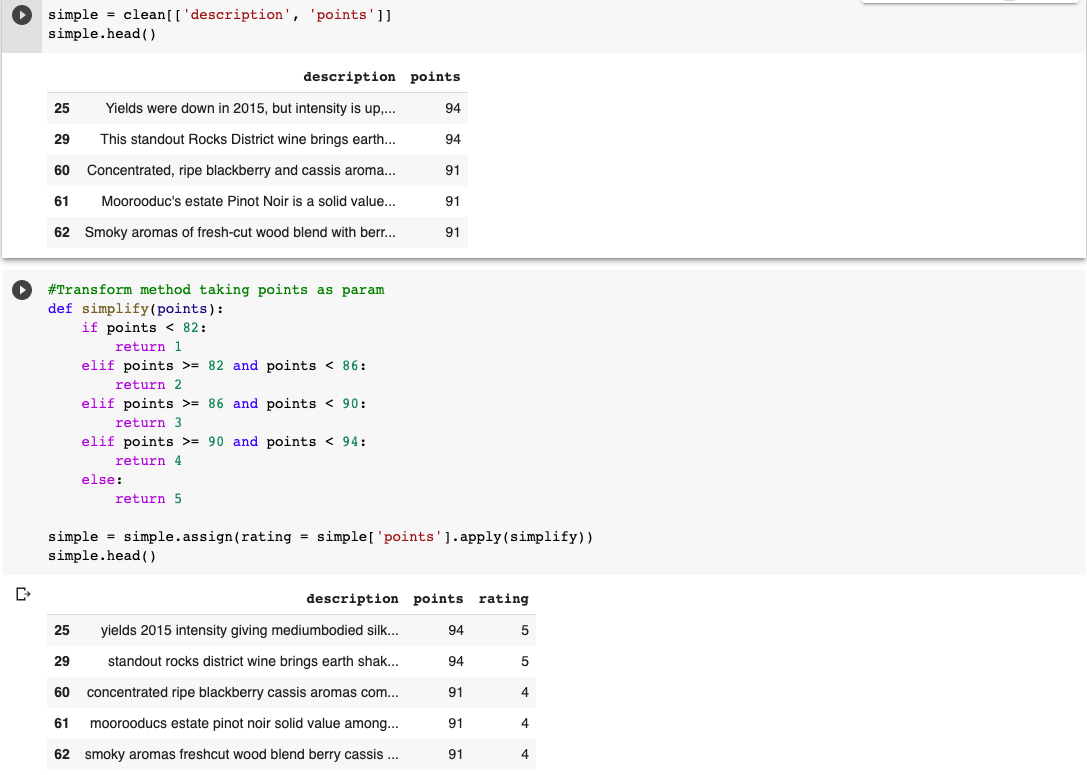 simple = clean[['description', 'points']]
simple.head()
description points
25 Yields were down in 2015, but intensity is up,... 94
29 This standout Rocks District wine brings earth... 94
60 Concentrated, ripe blackberry and cassis aroma... 91
61 Moorooduc's estate Pinot Noir is a solid value... 91
62 Smoky aromas of fresh-cut wood blend with berr... 91
#Transform method taking points as param
def simplify(points):
    if points < 82:
        return 1
    elif points >= 82 and points < 86:
        return 2
    elif points >= 86 and points < 90:
        return 3
    elif points >= 90 and points < 94:
        return 4
    else:
        return 5
simple = simple.assign(rating = simple['points'].apply(simplify))
simple.head()
description points rating
25 yields 2015 intensity giving mediumbodied silk... 94 5
29 standout rocks district wine brings earth shak... 94 5
60 concentrated ripe blackberry cassis aromas com... 91 4
61 moorooducs estate pinot noir solid value among... 91 4
62 smoky aromas freshcut wood blend berry cassis ... 91 4